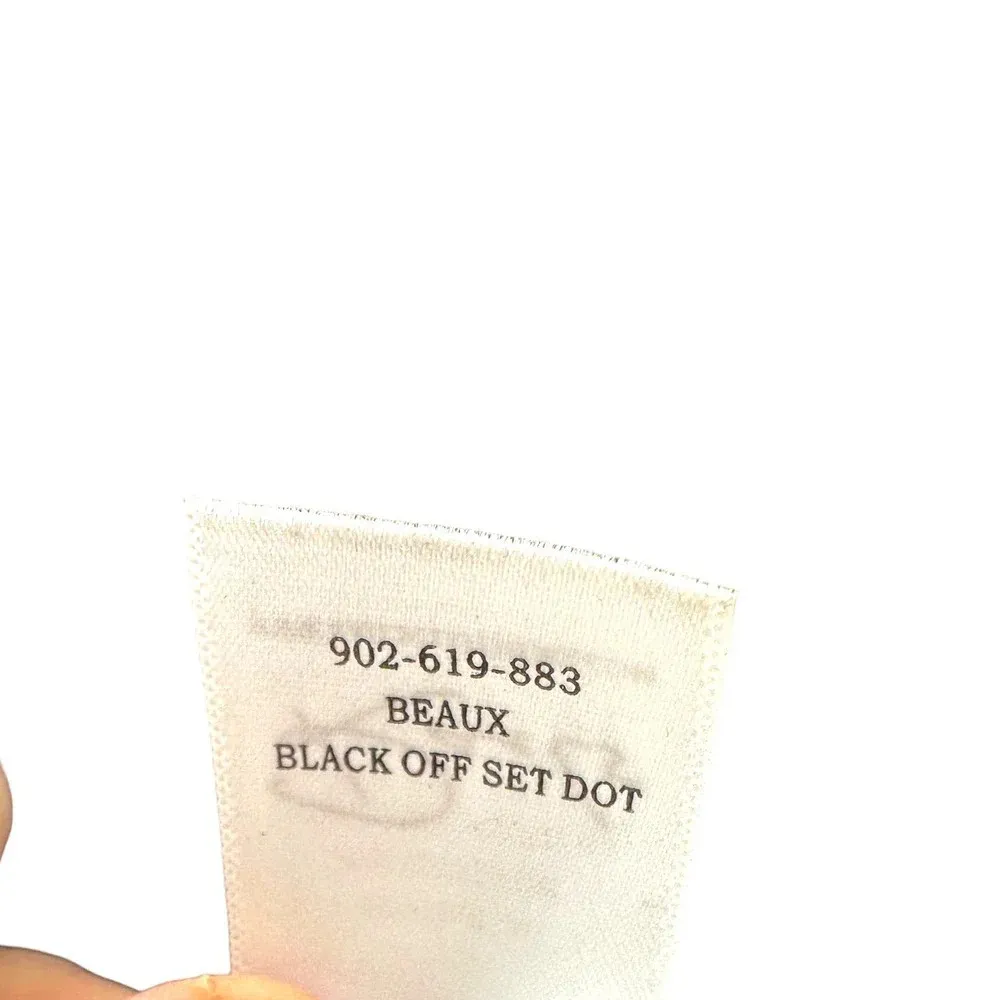 902-619-883
BEAUX
BLACK OFF SET DOT